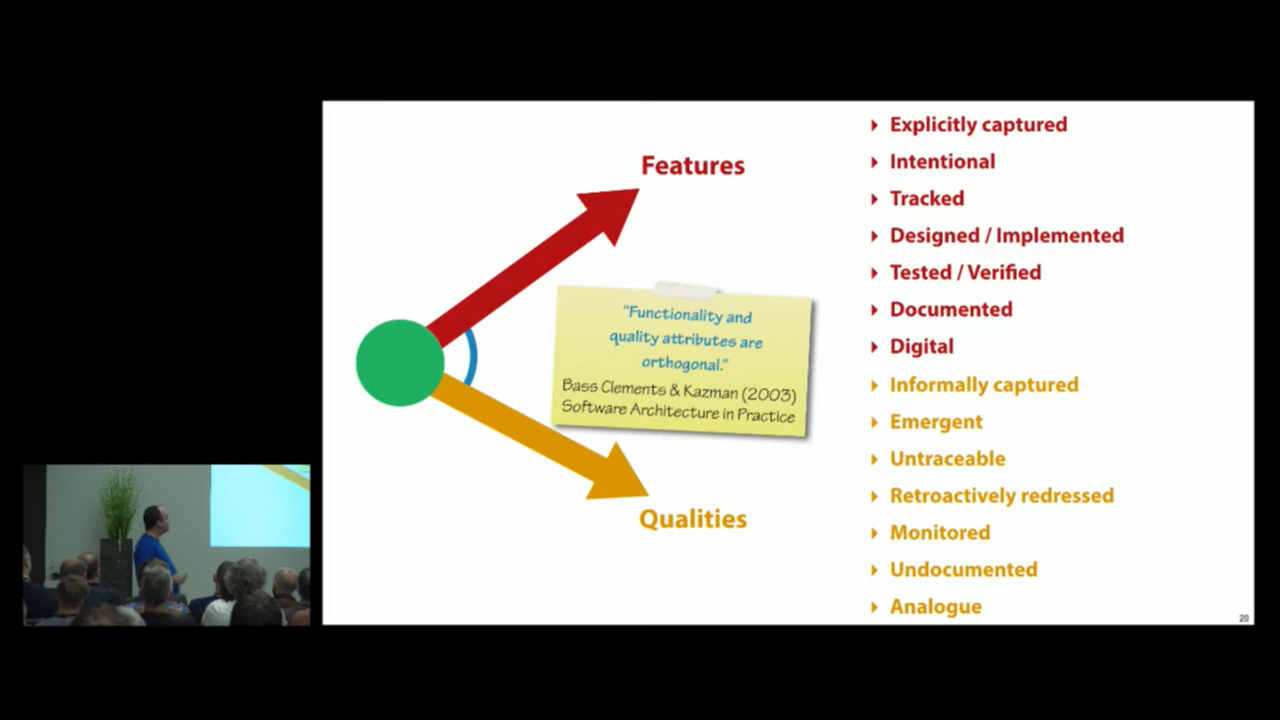 Features
“Functionality and
quality attributes are
orthogonal.”
Bass Clements & Kazman (2003)
Software Architecture in Practice
Qualities
Explicitly captured
Intentional
Tracked
Designed / Implemented
Tested / Verified
Documented
Digital
Informally captured
Emergent
Untraceable
Retroactively redressed
Monitored
Undocumented
Analogue
20